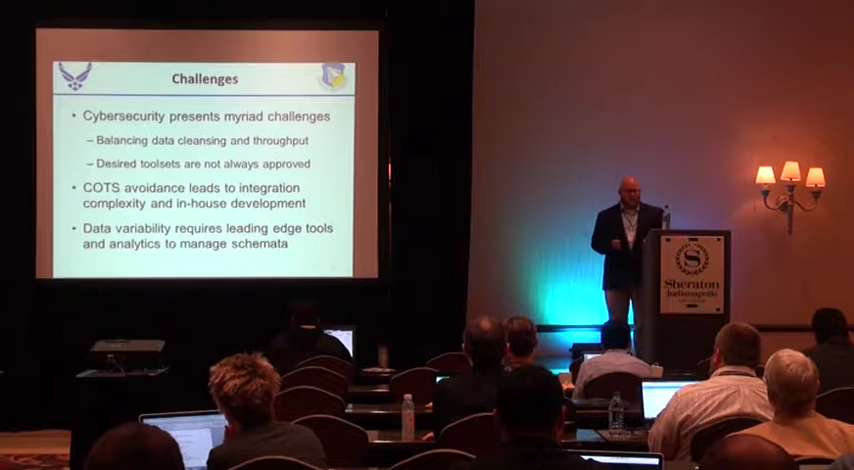 Challenges
• Cybersecurity presents myriad challenges
– Balancing data cleansing and throughput
– Desired toolsets are not always approved
• COTS avoidance leads to integration
complexity and in-house development
• Data variability requires leading edge tools
and analytics to manage schemata
S
Sheraton
Indianapolis